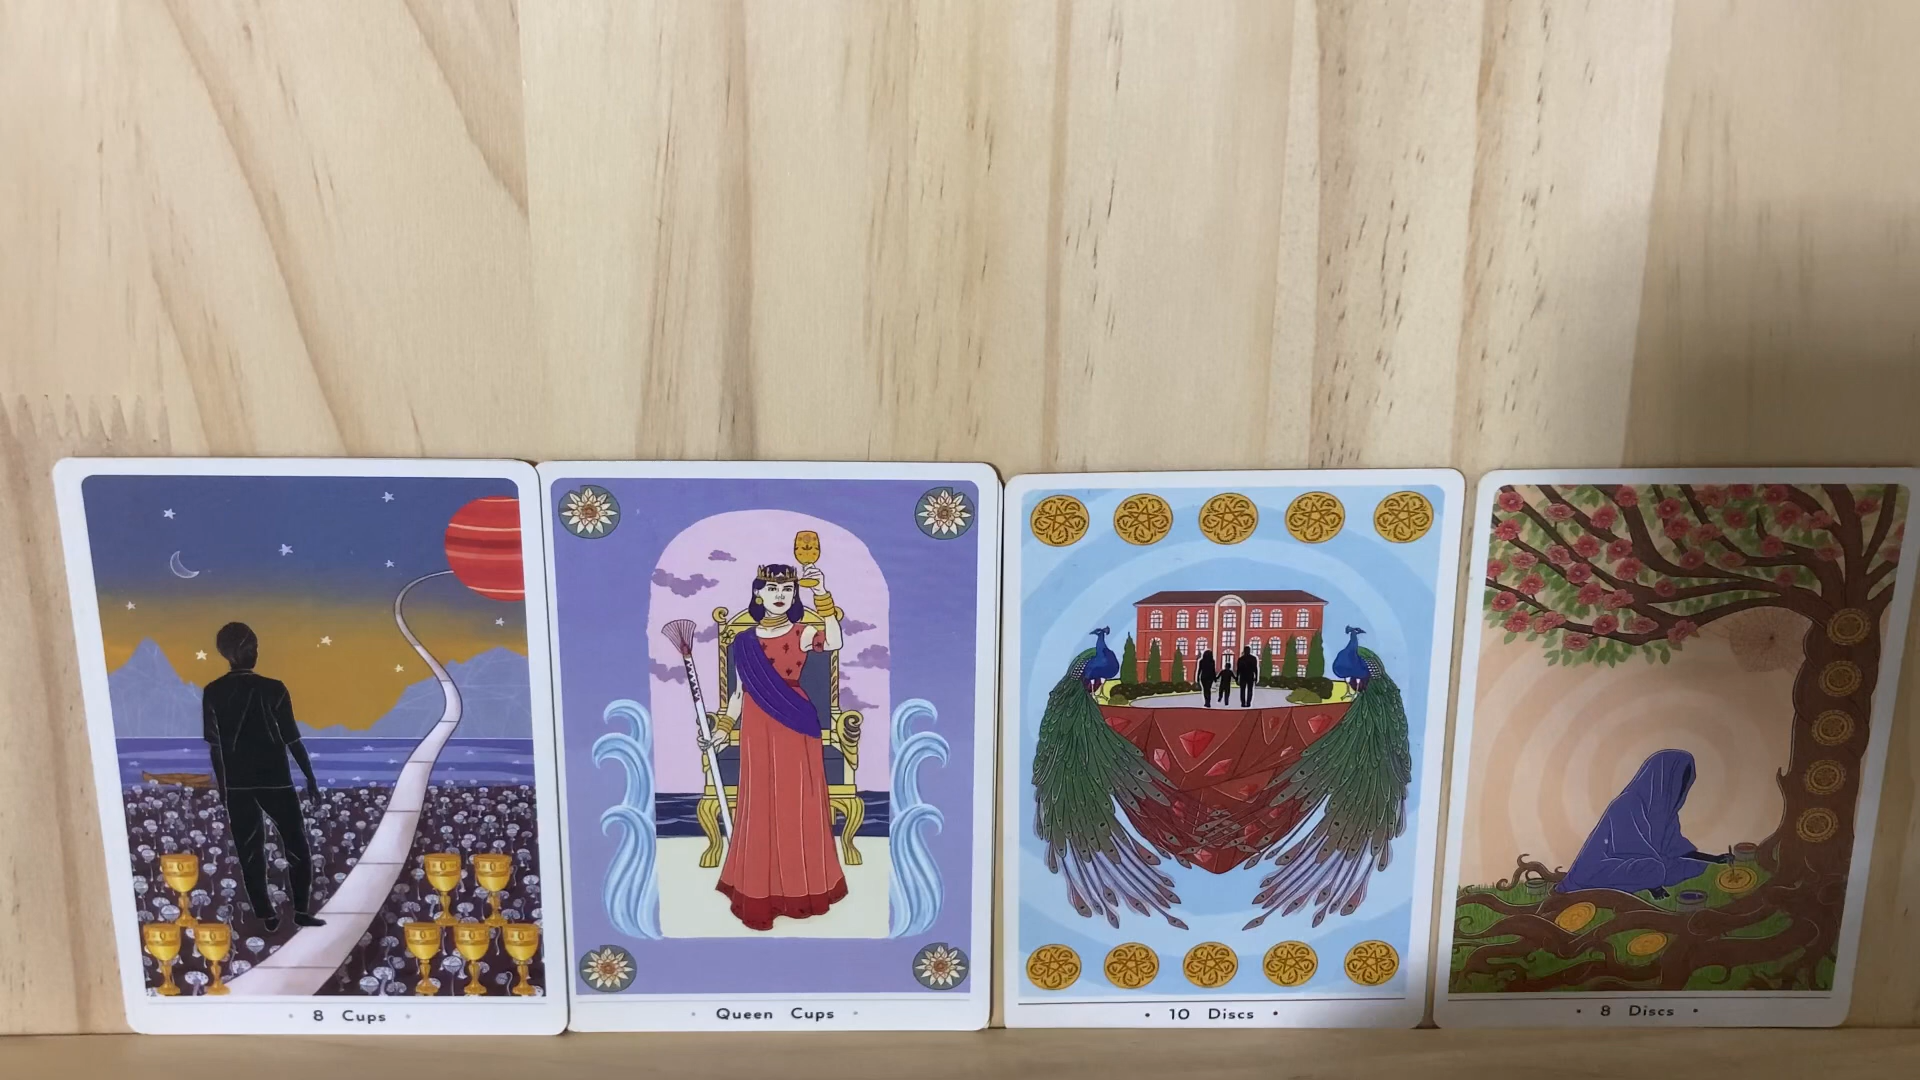 • 8 Cups •
• Queen Cups •
• 10 Discs •
• 8 Discs •